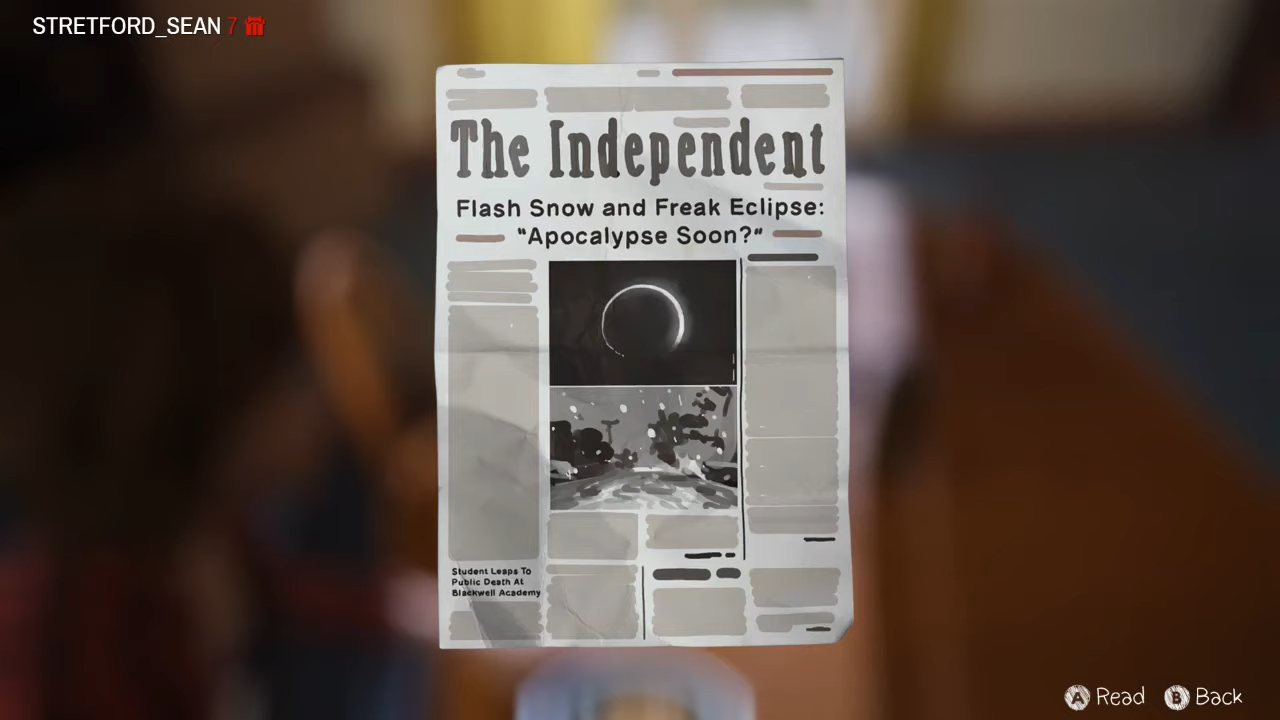 STRETFORD_SEAN 7
The Independent
Flash Snow and Freak Eclipse:
"Apocalypse Soon?"
Student Leaps To
Public Death At
Blackwell Academy
A Read B Back